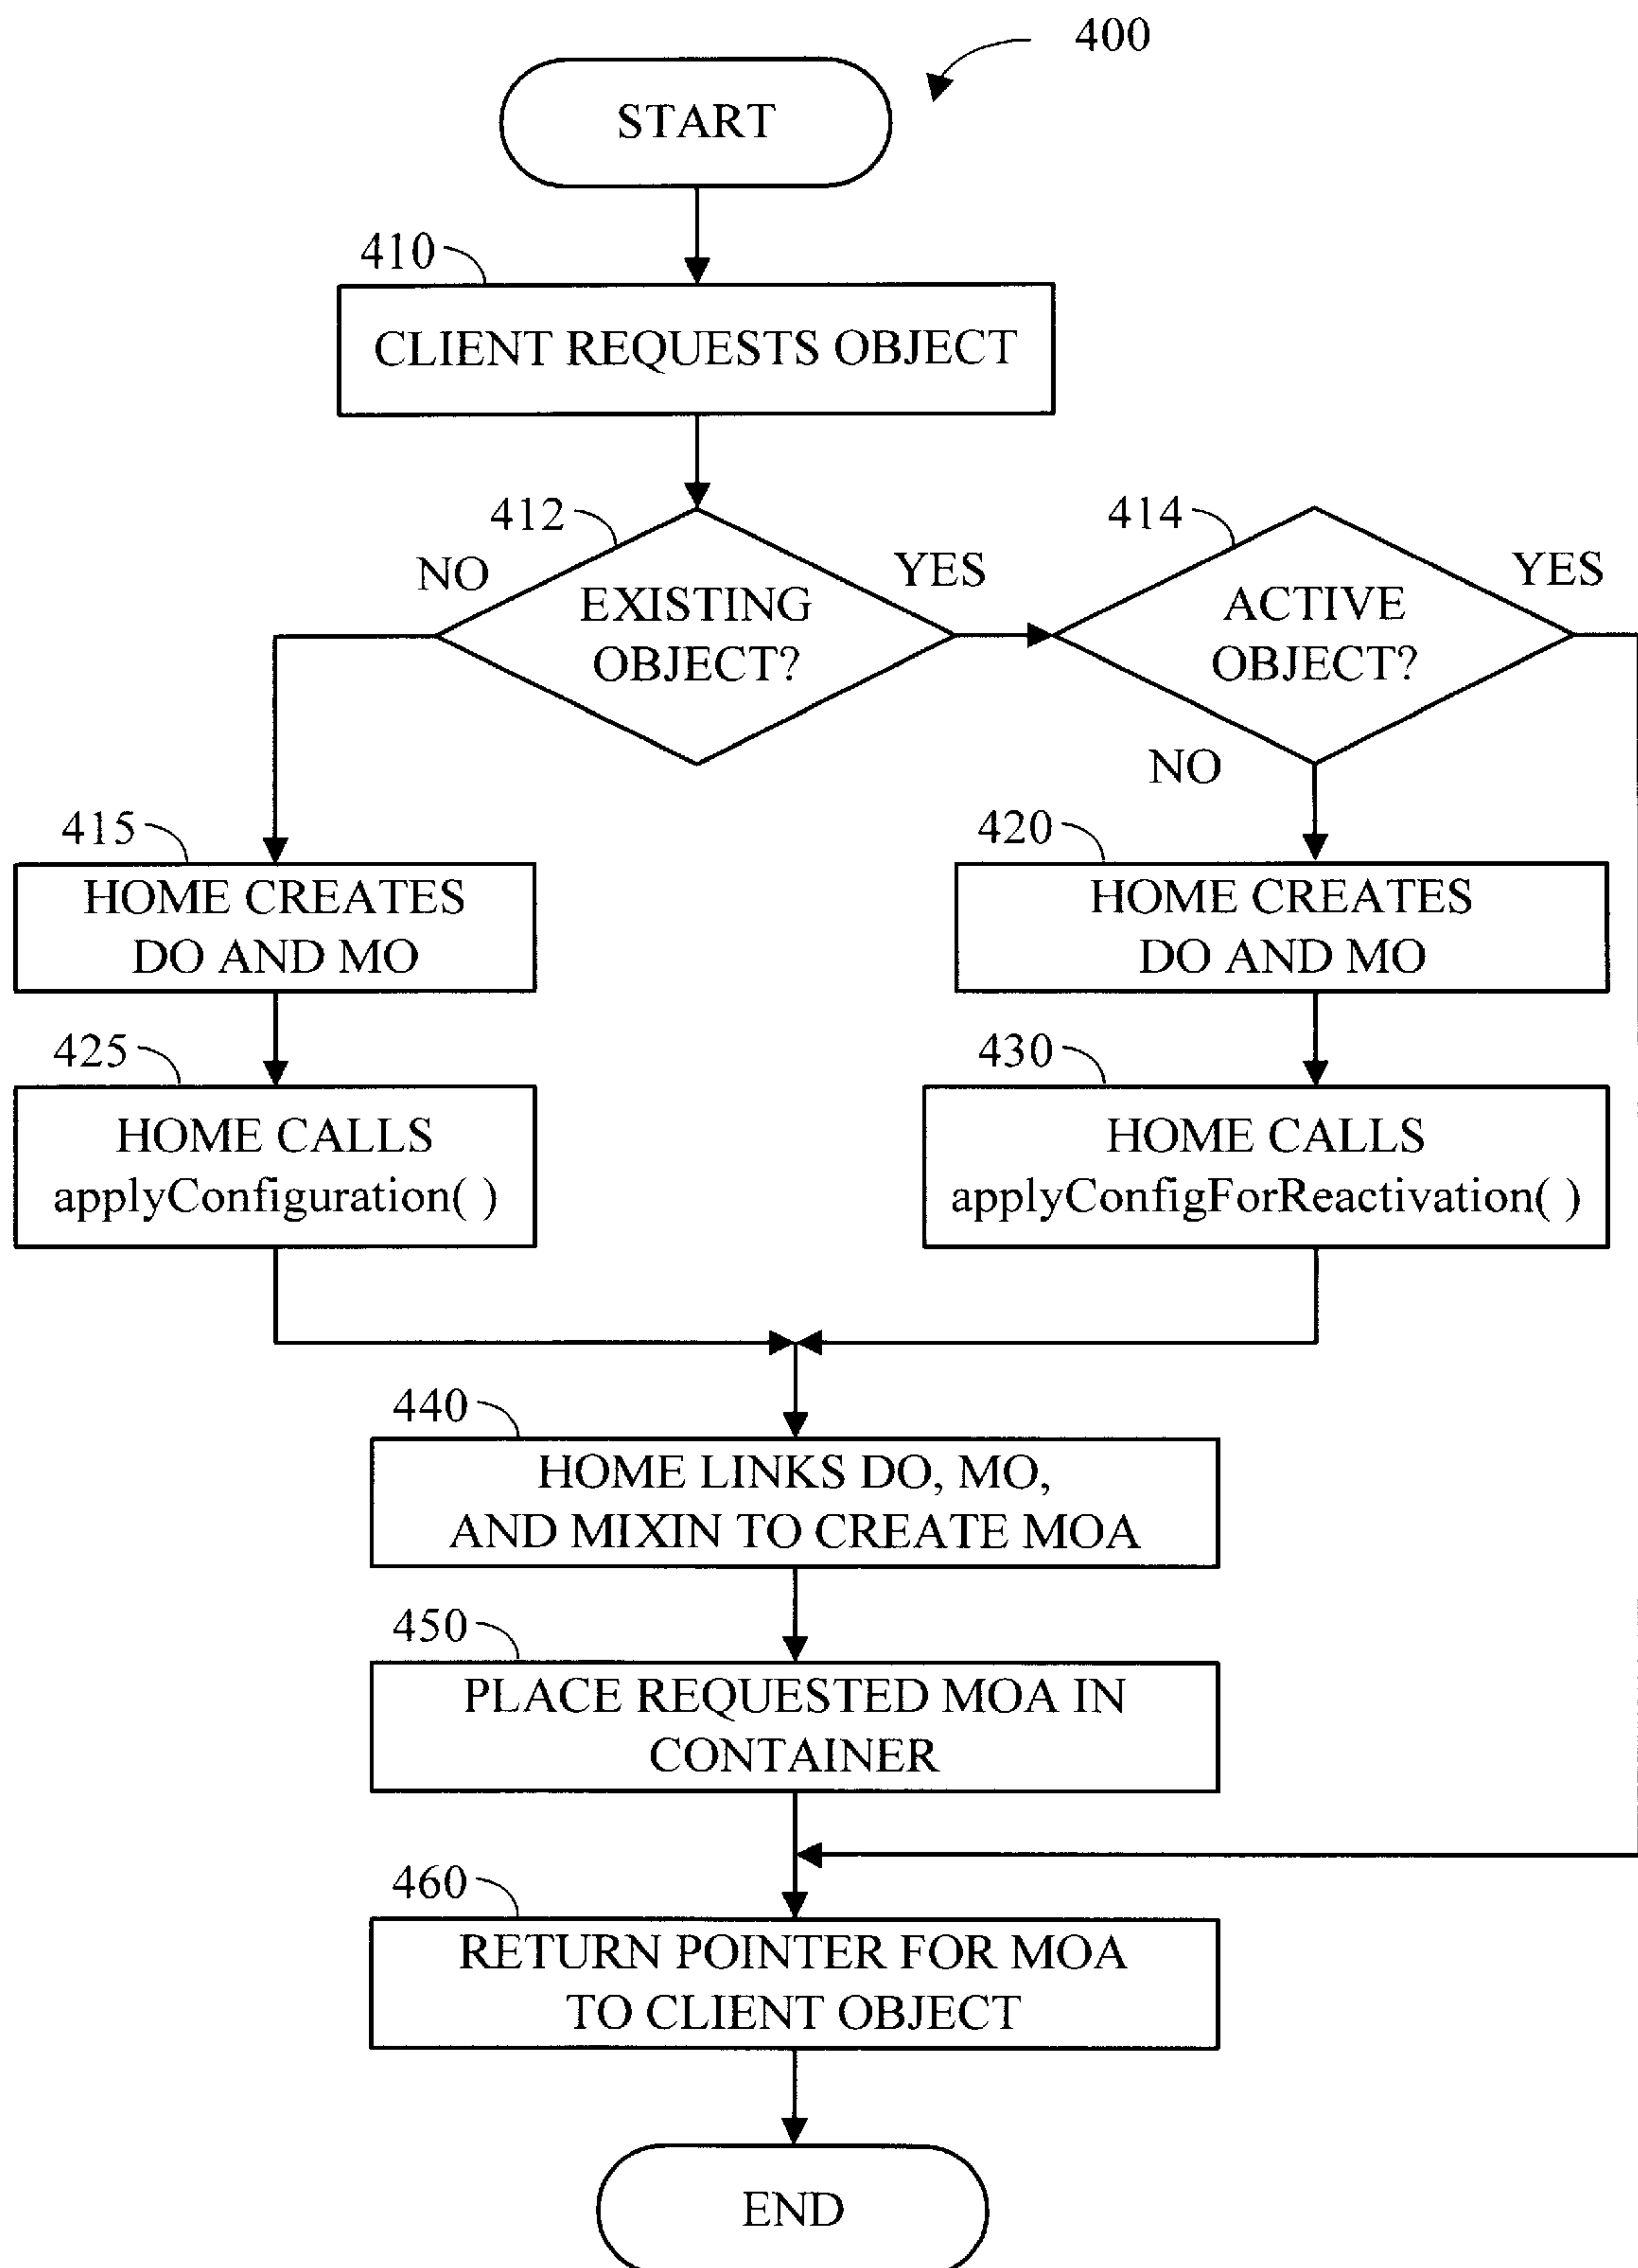 400
START
410
CLIENT REQUESTS OBJECT
412
414
NO
YES
YES
EXISTING
OBJECT?
ACTIVE
OBJECT?
NO
415
420
HOME CREATES
DO AND MO
HOME CREATES
DO AND MO
425
430
HOME CALLS
applyConfiguration( )
HOME CALLS
applyConfigForReactivation( )
440
HOME LINKS DO, MO,
AND MIXIN TO CREATE MOA
450
PLACE REQUESTED MOA IN
CONTAINER
460
RETURN POINTER FOR MOA
TO CLIENT OBJECT
END